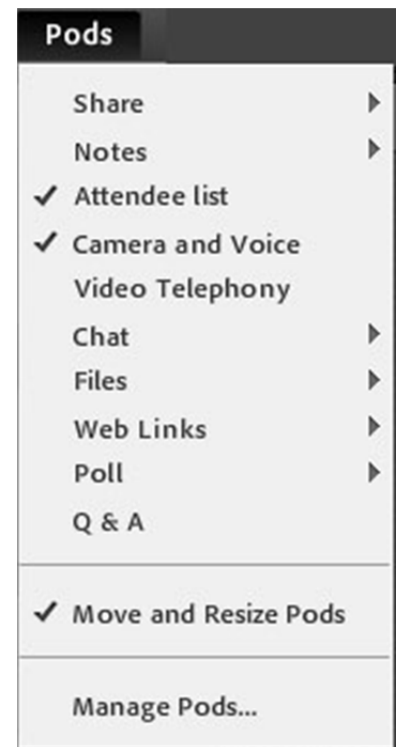 Pods
Share
Notes
Attendee list
Camera and Voice
Video Telephony
Chat
Files
Web Links
Poll
Q & A
Move and Resize Pods
Manage Pods...